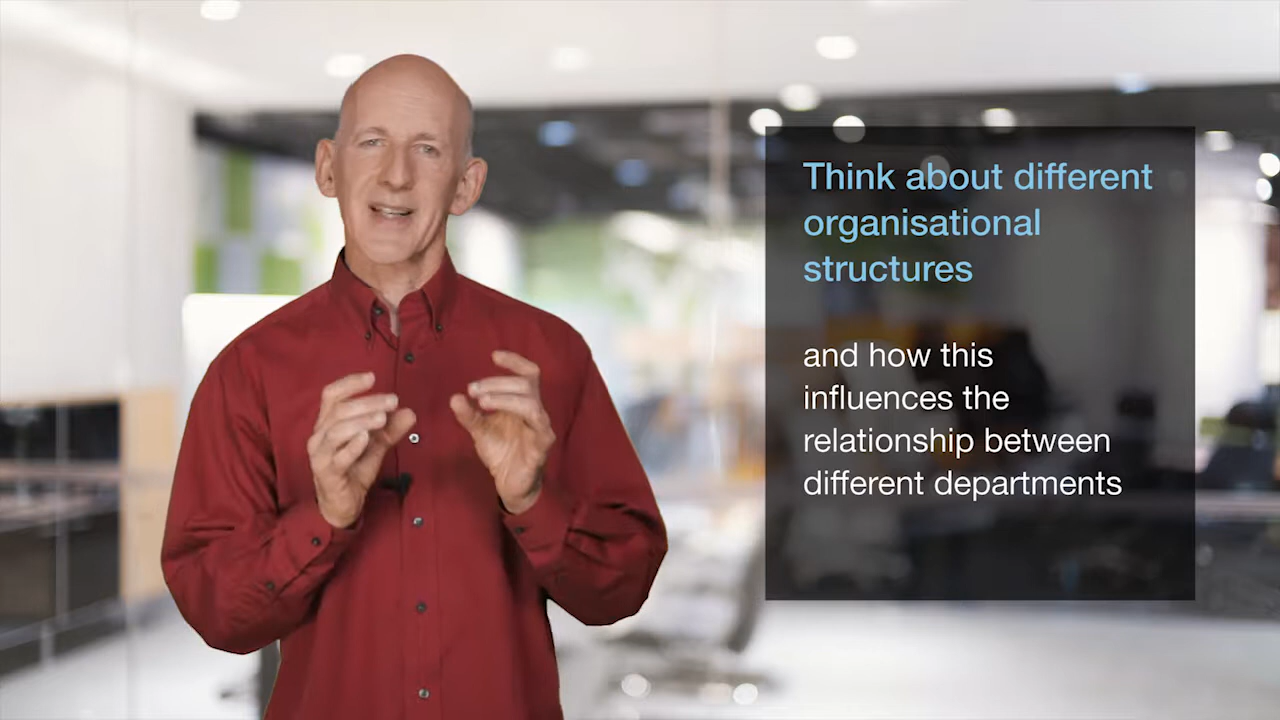 Think about different
organisational
structures
and how this
influences the
relationship between
different departments